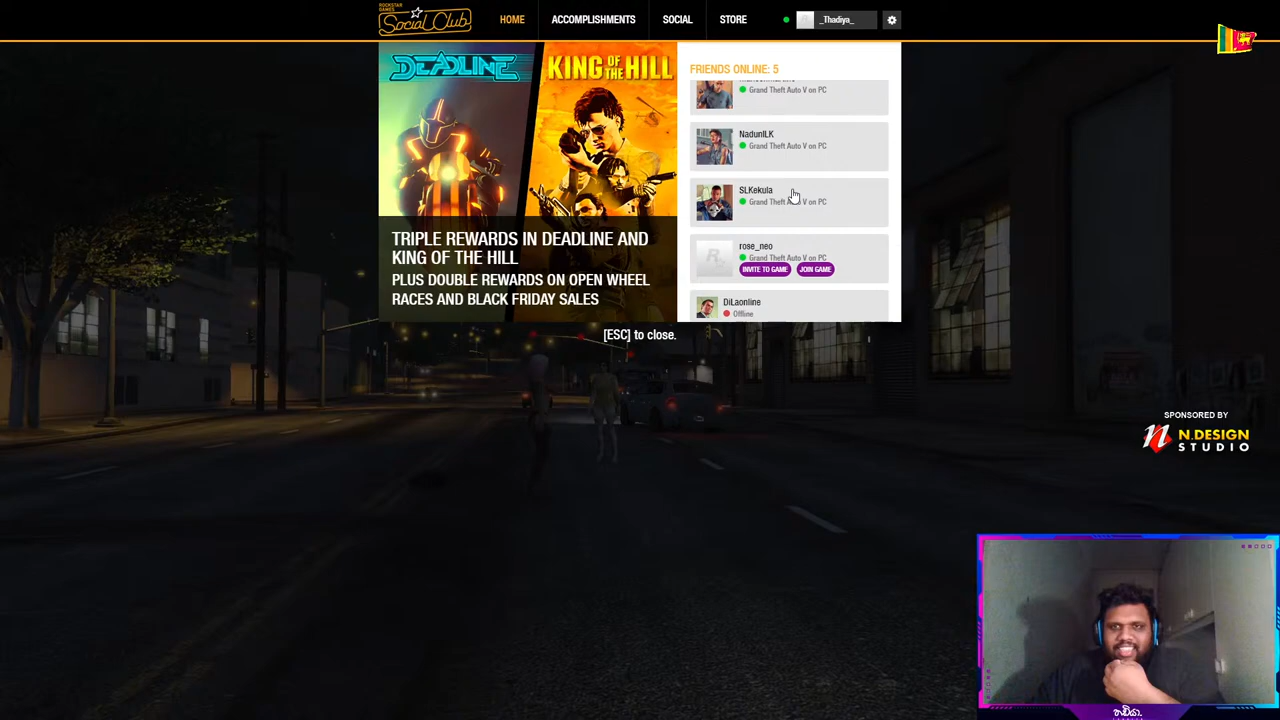 ROCKSTAR
GAMES
Social Club
HOME
ACCOMPLISHMENTS
SOCIAL
STORE
_Thadiya_
DEADLINE
KING OF THE HILL
TRIPLE REWARDS IN DEADLINE AND
KING OF THE HILL
PLUS DOUBLE REWARDS ON OPEN WHEEL
RACES AND BLACK FRIDAY SALES
FRIENDS ONLINE: 5
Grand Theft Auto V on PC
NadunILK
Grand Theft Auto V on PC
SLKekula
Grand Theft Auto V on PC
rose_neo
Grand Theft Auto V on PC
INVITE TO GAME
JOIN GAME
DiLaonline
Offline
[ESC] to close.
SPONSORED BY
N.DESIGN
STUDIO
තඩියා.